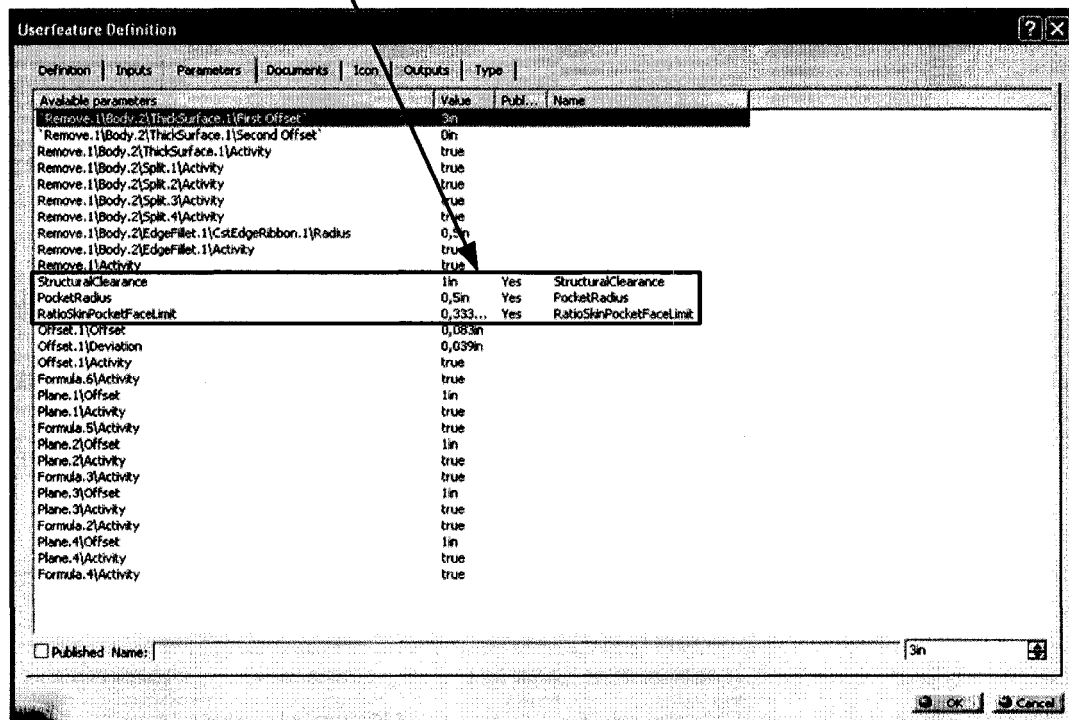 Userfeature Definition
Definition Inputs Parameters Documents Icon Outputs Type
Available parameters Value Publ... Name
`Remove.1\Body.2\ThickSurface.1\First Offset` 3in
`Remove.1\Body.2\ThickSurface.1\Second Offset` 0in
Remove.1\Body.2\ThickSurface.1\Activity true
Remove.1\Body.2\Split.1\Activity true
Remove.1\Body.2\Split.2\Activity true
Remove.1\Body.2\Split.3\Activity true
Remove.1\Body.2\Split.4\Activity true
Remove.1\Body.2\EdgeFillet.1\CstEdgeRibbon.1\Radius 0,5in
Remove.1\Body.2\EdgeFillet.1\Activity true
Remove.1\Activity true
StructuralClearance 1in Yes StructuralClearance
PocketRadius 0,5in Yes PocketRadius
RatioSkinPocketFaceLimit 0,333... Yes RatioSkinPocketFaceLimit
Offset.1\Offset 0,083in
Offset.1\Deviation 0,039in
Offset.1\Activity true
Formula.6\Activity true
Plane.1\Offset 1in
Plane.1\Activity true
Formula.5\Activity true
Plane.2\Offset 1in
Plane.2\Activity true
Formula.3\Activity true
Plane.3\Offset 1in
Plane.3\Activity true
Formula.2\Activity true
Plane.4\Offset 1in
Plane.4\Activity true
Formula.4\Activity true
Published Name: 3in
OK Cancel